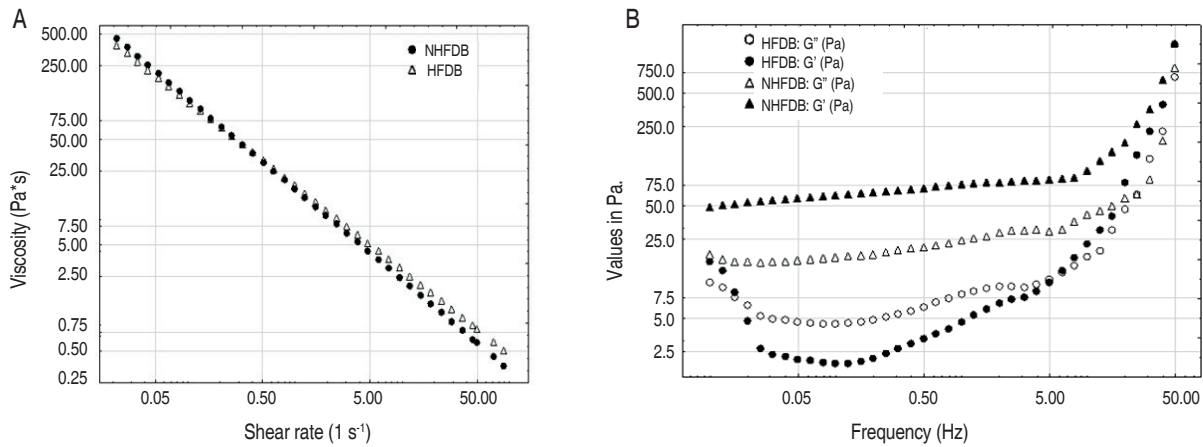 A
500.00
250.00
75.00
50.00
25.00
7.50
5.00
2.50
0.75
0.50
0.25
Viscosity (Pa*s)
NHFDB
HFDB
0.05 0.50 5.00 50.00
Shear rate (1 s⁻¹)
B
HFDB: G” (Pa)
HFDB: G’ (Pa)
NHFDB: G” (Pa)
NHFDB: G’ (Pa)
750.0
500.0
250.0
75.0
50.0
25.0
7.5
5.0
2.5
Values in Pa.
0.05 0.50 5.00 50.00
Frequency (Hz)